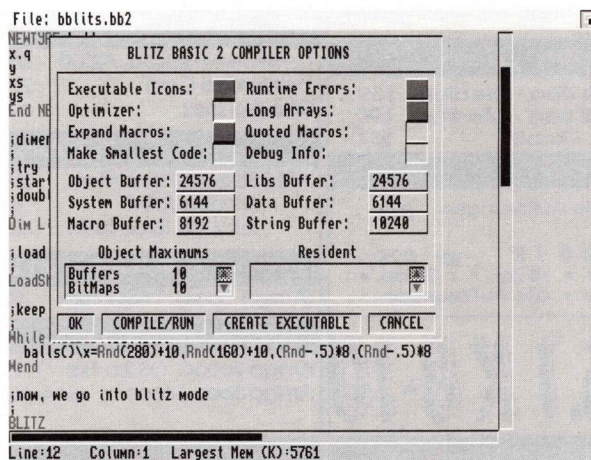 File: bblits.bb2
NEWTYPE
x.q
y
xs
ys
End NE
;dimen
;
;try
;start
;doubl
;
Dim Li
;load
;
LoadSh
;keep
;
While
BLITZ BASIC 2 COMPILER OPTIONS
Executable Icons: Runtime Errors:
Optimizer: Long Arrays:
Expand Macros: Quoted Macros:
Make Smallest Code: Debug Info:
Object Buffer: 24576 Libs Buffer: 24576
System Buffer: 6144 Data Buffer: 6144
Macro Buffer: 8192 String Buffer: 10240
Object Maximums Resident
Buffers 10
BitMaps 10
OK COMPILE/RUN CREATE EXECUTABLE CANCEL
balls()\x=Rnd(280)+10,Rnd(160)+10,(Rnd-.5)*8,(Rnd-.5)*8
Wend
;now, we go into blitz mode
;
BLITZ
Line:12 Column:1 Largest Mem (K):5761